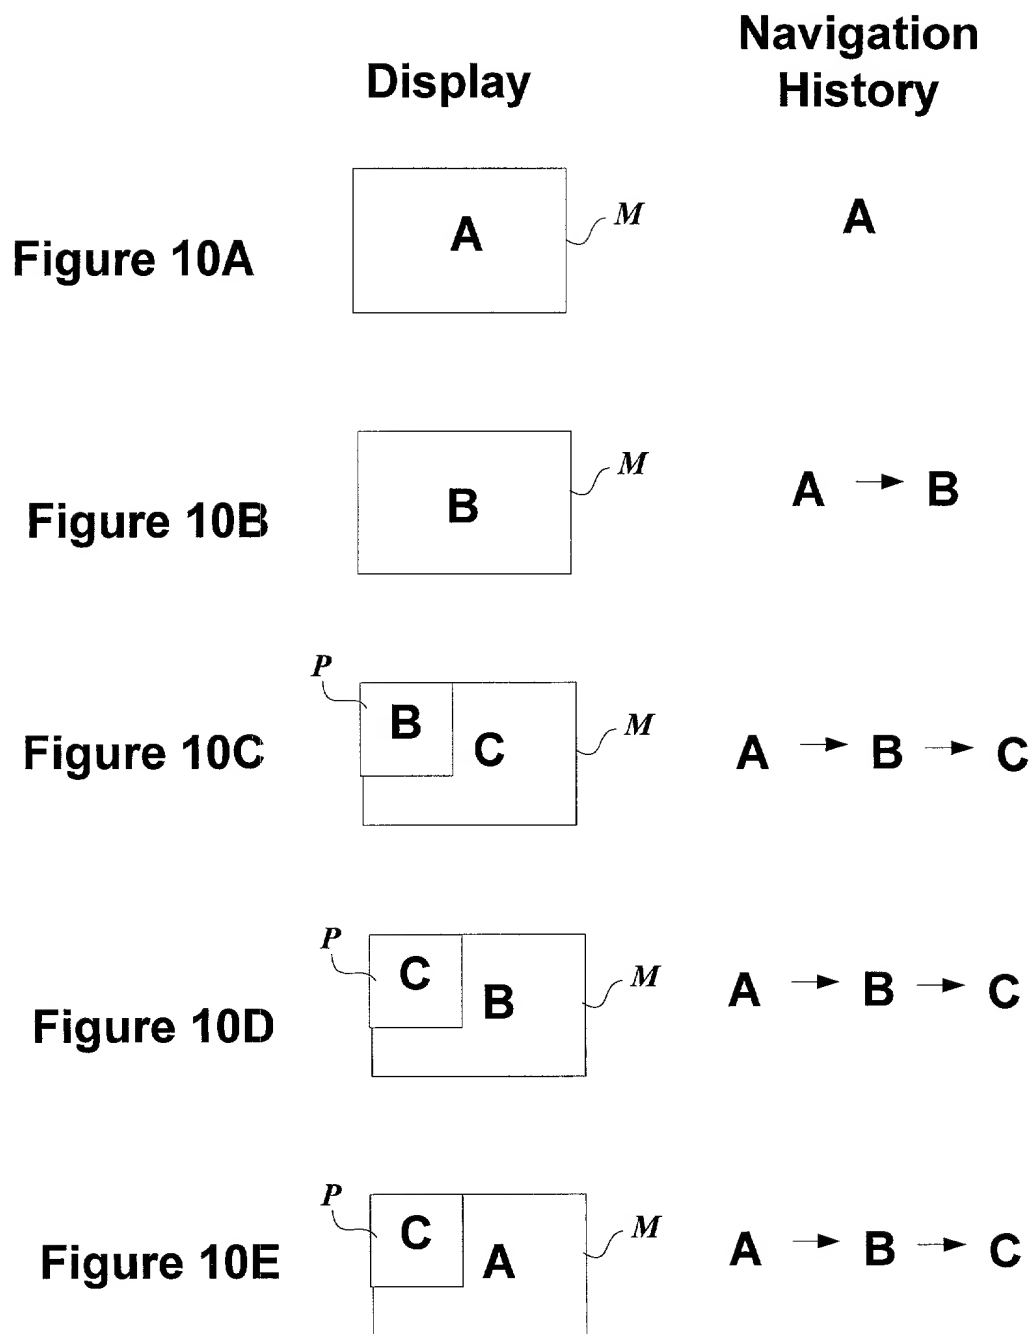 Display
Navigation
History
Figure 10A
A
M
A
Figure 10B
B
M
A → B
Figure 10C
P
B
C
M
A → B → C
Figure 10D
P
C
B
M
A → B → C
Figure 10E
P
C
A
M
A → B → C